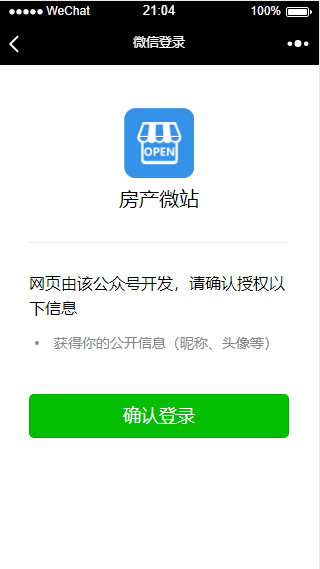 ●●●●● WeChat 21:04 100%
微信登录
OPEN
房产微站
网页由该公众号开发，请确认授权以
下信息
• 获得你的公开信息（昵称、头像等）
确认登录